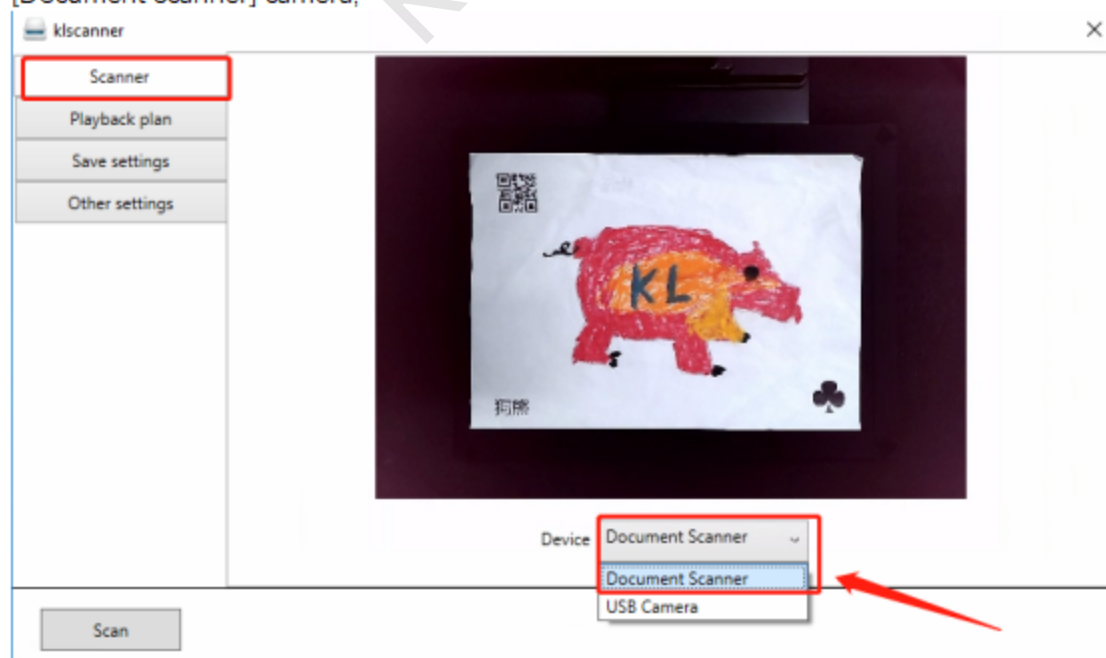 [Document Scanner] camera;
klscanner
Scanner
Playback plan
Save settings
Other settings
KL
狗熊
Device Document Scanner
Document Scanner
USB Camera
Scan